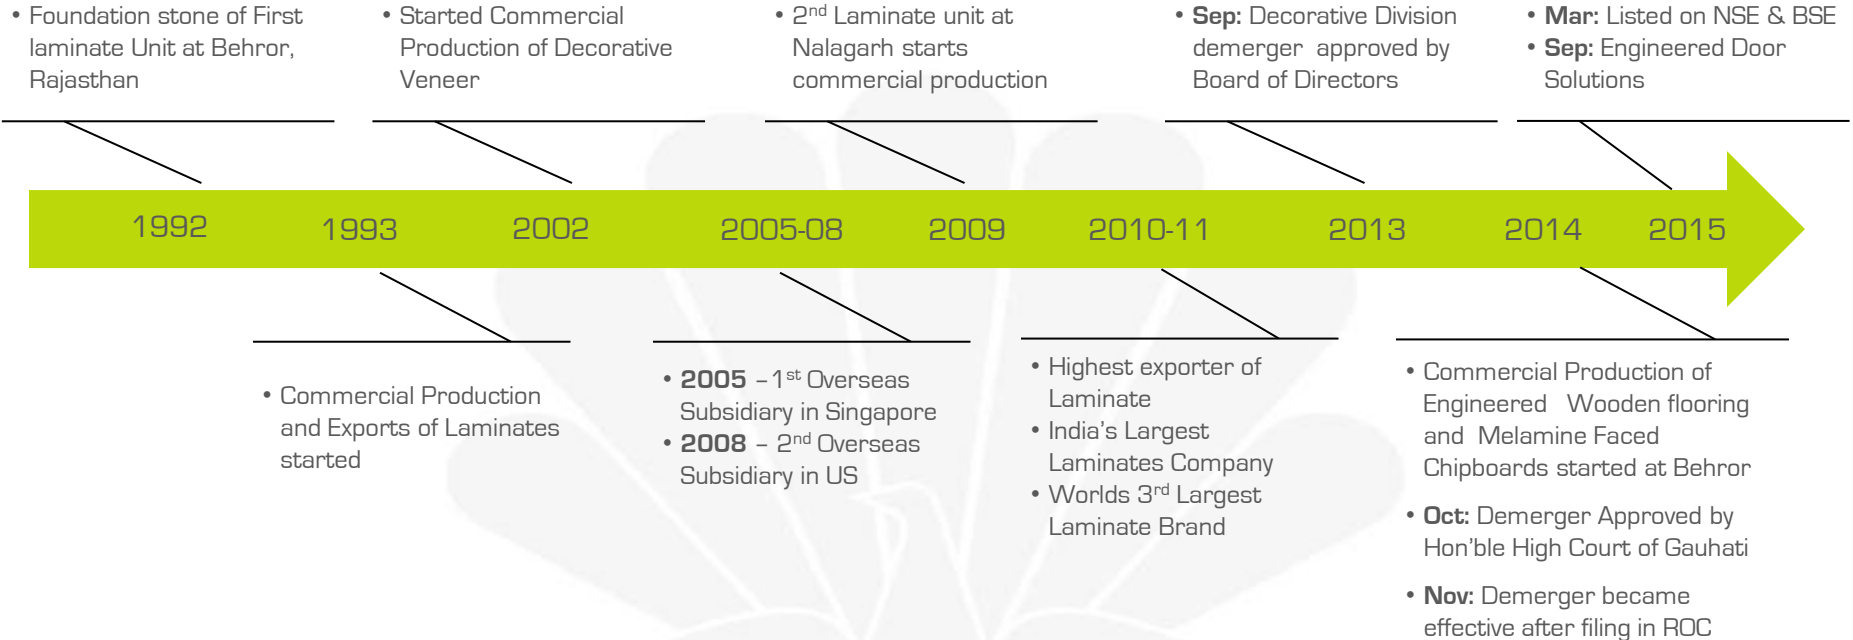 • Foundation stone of First
laminate Unit at Behror,
Rajasthan
• Started Commercial
Production of Decorative
Veneer
• 2nd Laminate unit at
Nalagarh starts
commercial production
• Sep: Decorative Division
demerger approved by
Board of Directors
• Mar: Listed on NSE & BSE
• Sep: Engineered Door
Solutions
1992
1993
2002
2005-08
2009
2010-11
2013
2014
2015
• Commercial Production
and Exports of Laminates
started
• 2005 – 1st Overseas
Subsidiary in Singapore
• 2008 – 2nd Overseas
Subsidiary in US
• Highest exporter of
Laminate
• India's Largest
Laminates Company
• Worlds 3rd Largest
Laminate Brand
• Commercial Production of
Engineered Wooden flooring
and Melamine Faced
Chipboards started at Behror
• Oct: Demerger Approved by
Hon'ble High Court of Gauhati
• Nov: Demerger became
effective after filing in ROC